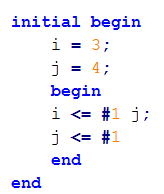 initial begin
i = 3;
j = 4;
begin
i <= #1 j;
j <= #1
end
end